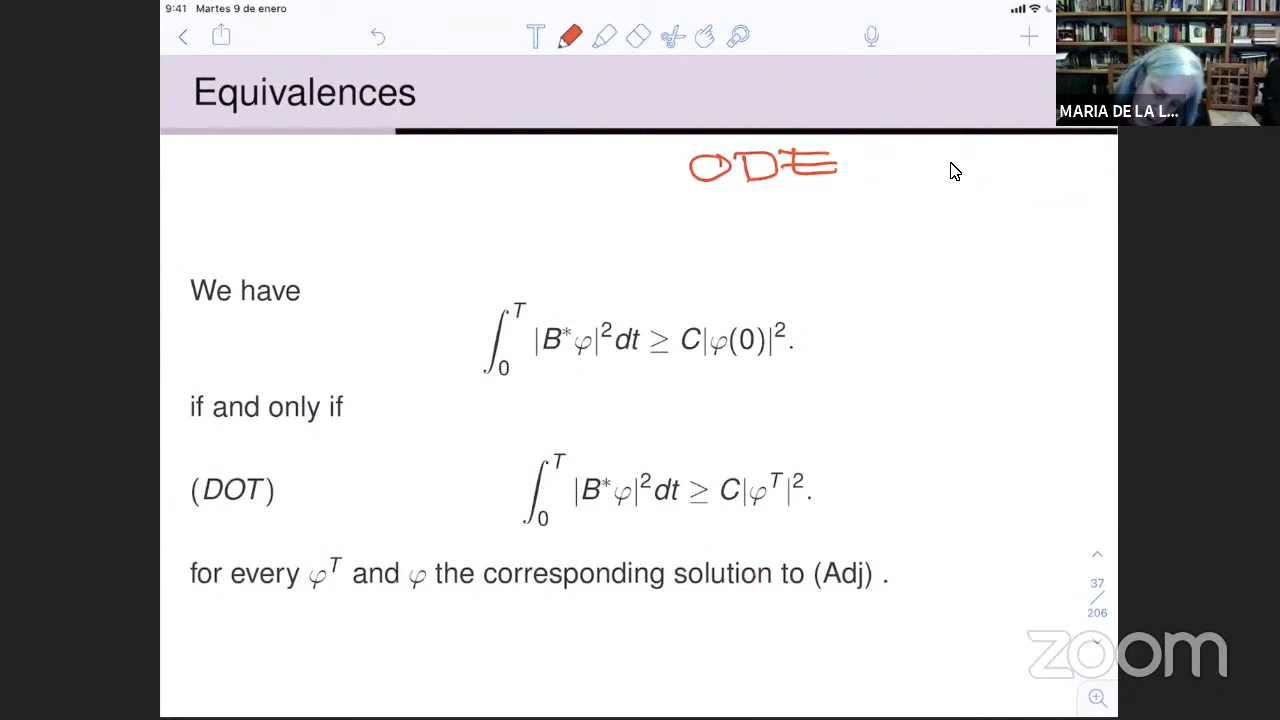 9:41 Martes 9 de enero
Equivalences
MARIA DE LA L...
ODE
We have
∫₀ᵀ |B*φ|² dt ≥ C|φ(0)|².
if and only if
(DOT) ∫₀ᵀ |B*φ|² dt ≥ C|φᵀ|².
for every φᵀ and φ the corresponding solution to (Adj) .
37
206
zoom